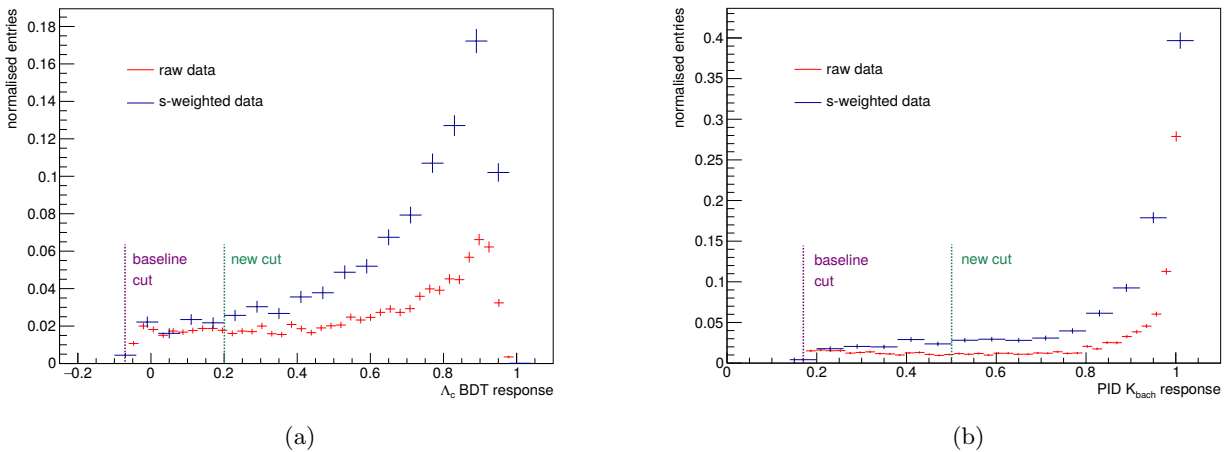 normalised entries
0.18
0.16
0.14
0.12
0.1
0.08
0.06
0.04
0.02
0
raw data
s-weighted data
baseline
cut
new cut
−0.2 0 0.2 0.4 0.6 0.8 1
Λc BDT response
(a)
normalised entries
0.4
0.35
0.3
0.25
0.2
0.15
0.1
0.05
0
raw data
s-weighted data
baseline
cut
new cut
0 0.2 0.4 0.6 0.8 1
PID Kbach response
(b)